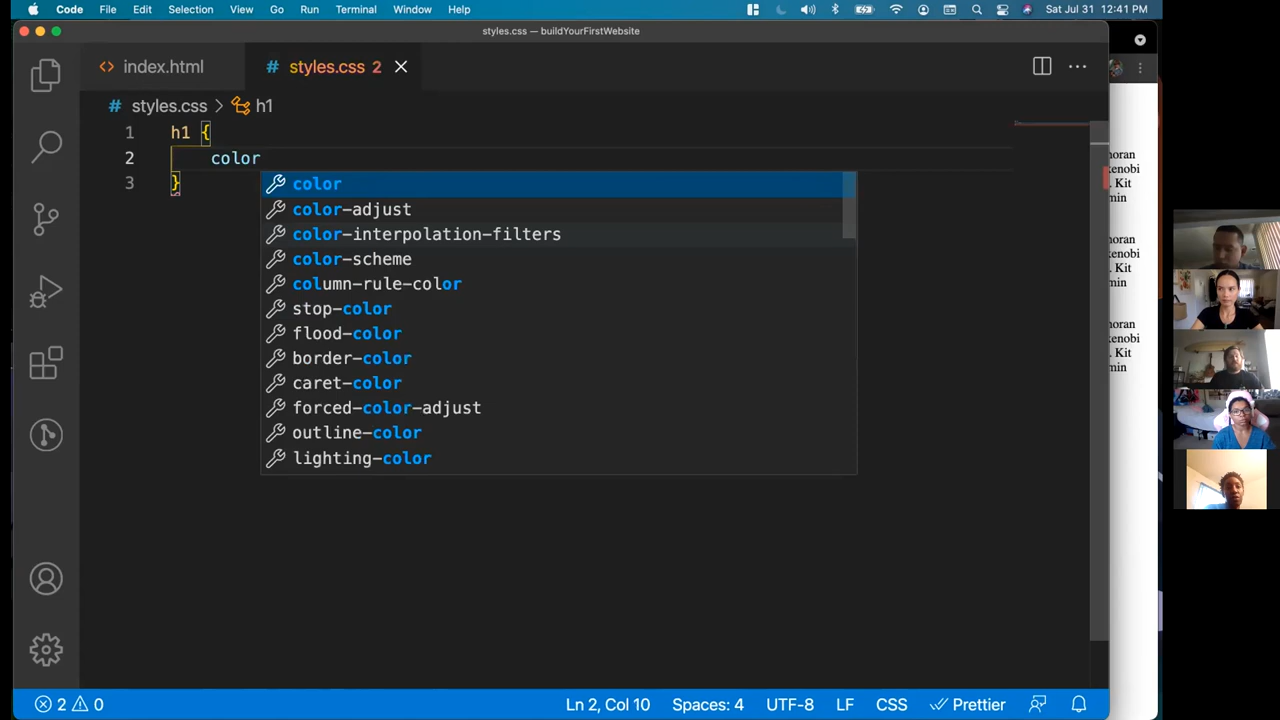 Code File Edit Selection View Go Run Terminal Window Help Sat Jul 31 12:41 PM
styles.css — buildYourFirstWebsite
<> index.html # styles.css 2
# styles.css > h1
1 h1 {
2 color
3 }
color
color-adjust
color-interpolation-filters
color-scheme
column-rule-color
stop-color
flood-color
border-color
caret-color
forced-color-adjust
outline-color
lighting-color
Kit
Kit
Kit
2 0 Ln 2, Col 10 Spaces: 4 UTF-8 LF CSS Prettier